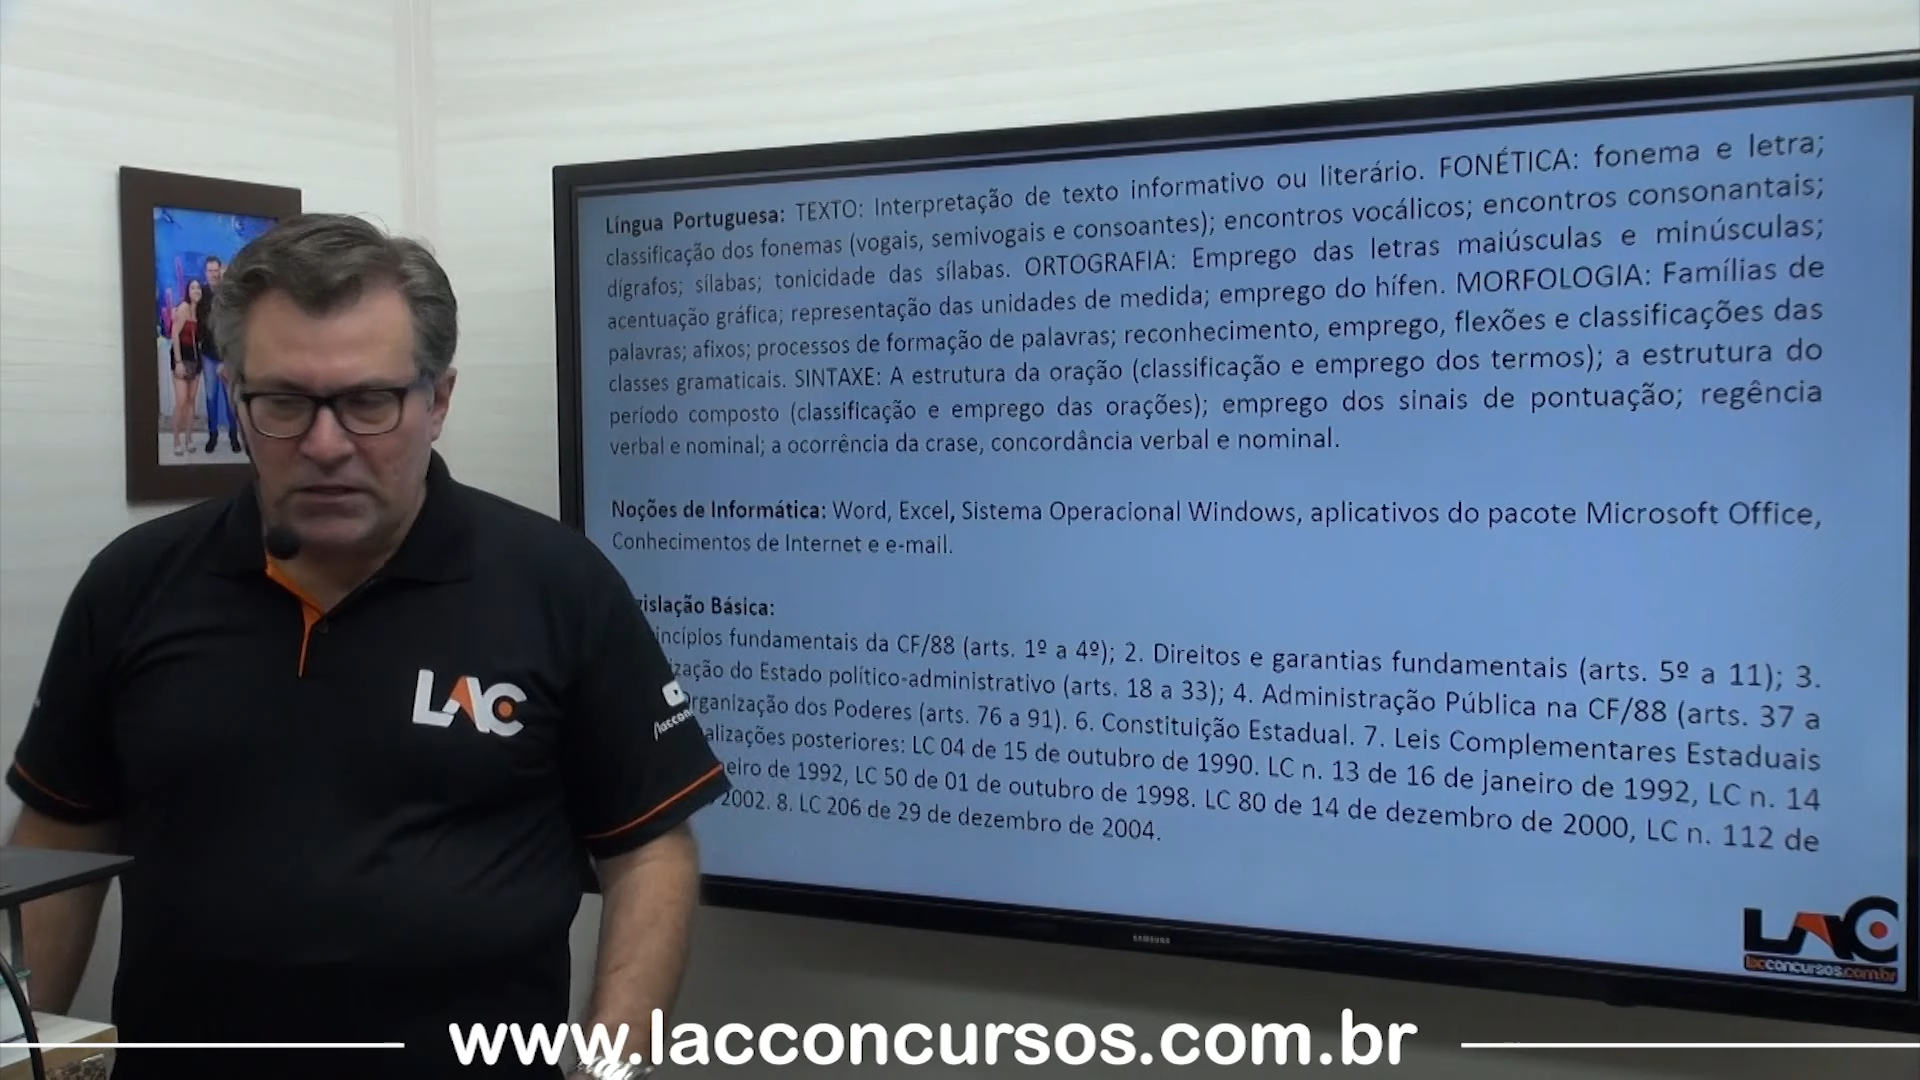 Língua Portuguesa: TEXTO: Interpretação de texto informativo ou literário. FONÉTICA: fonema e letra;
classificação dos fonemas (vogais, semivogais e consoantes); encontros vocálicos; encontros consonantais;
dígrafos; sílabas; tonicidade das sílabas. ORTOGRAFIA: Emprego das letras maiúsculas e minúsculas;
acentuação gráfica; representação das unidades de medida; emprego do hífen. MORFOLOGIA: Famílias de
palavras; afixos; processos de formação de palavras; reconhecimento, emprego, flexões e classificações das
classes gramaticais. SINTAXE: A estrutura da oração (classificação e emprego dos termos); a estrutura do
período composto (classificação e emprego das orações); emprego dos sinais de pontuação; regência
verbal e nominal; a ocorrência da crase, concordância verbal e nominal.
Noções de Informática: Word, Excel, Sistema Operacional Windows, aplicativos do pacote Microsoft Office,
Conhecimentos de Internet e e-mail.
islação Básica:
incípios fundamentais da CF/88 (arts. 1º a 4º); 2. Direitos e garantias fundamentais (arts. 5º a 11); 3.
zação do Estado político-administrativo (arts. 18 a 33); 4. Administração Pública na CF/88 (arts. 37 a
rganização dos Poderes (arts. 76 a 91). 6. Constituição Estadual. 7. Leis Complementares Estaduais
alizações posteriores: LC 04 de 15 de outubro de 1990. LC n. 13 de 16 de janeiro de 1992, LC n. 14
eiro de 1992, LC 50 de 01 de outubro de 1998. LC 80 de 14 de dezembro de 2000, LC n. 112 de
2002. 8. LC 206 de 29 de dezembro de 2004.
LAC
/laccon
SAMSUNG
LAC
lacconcursos.com.br
www.lacconcursos.com.br